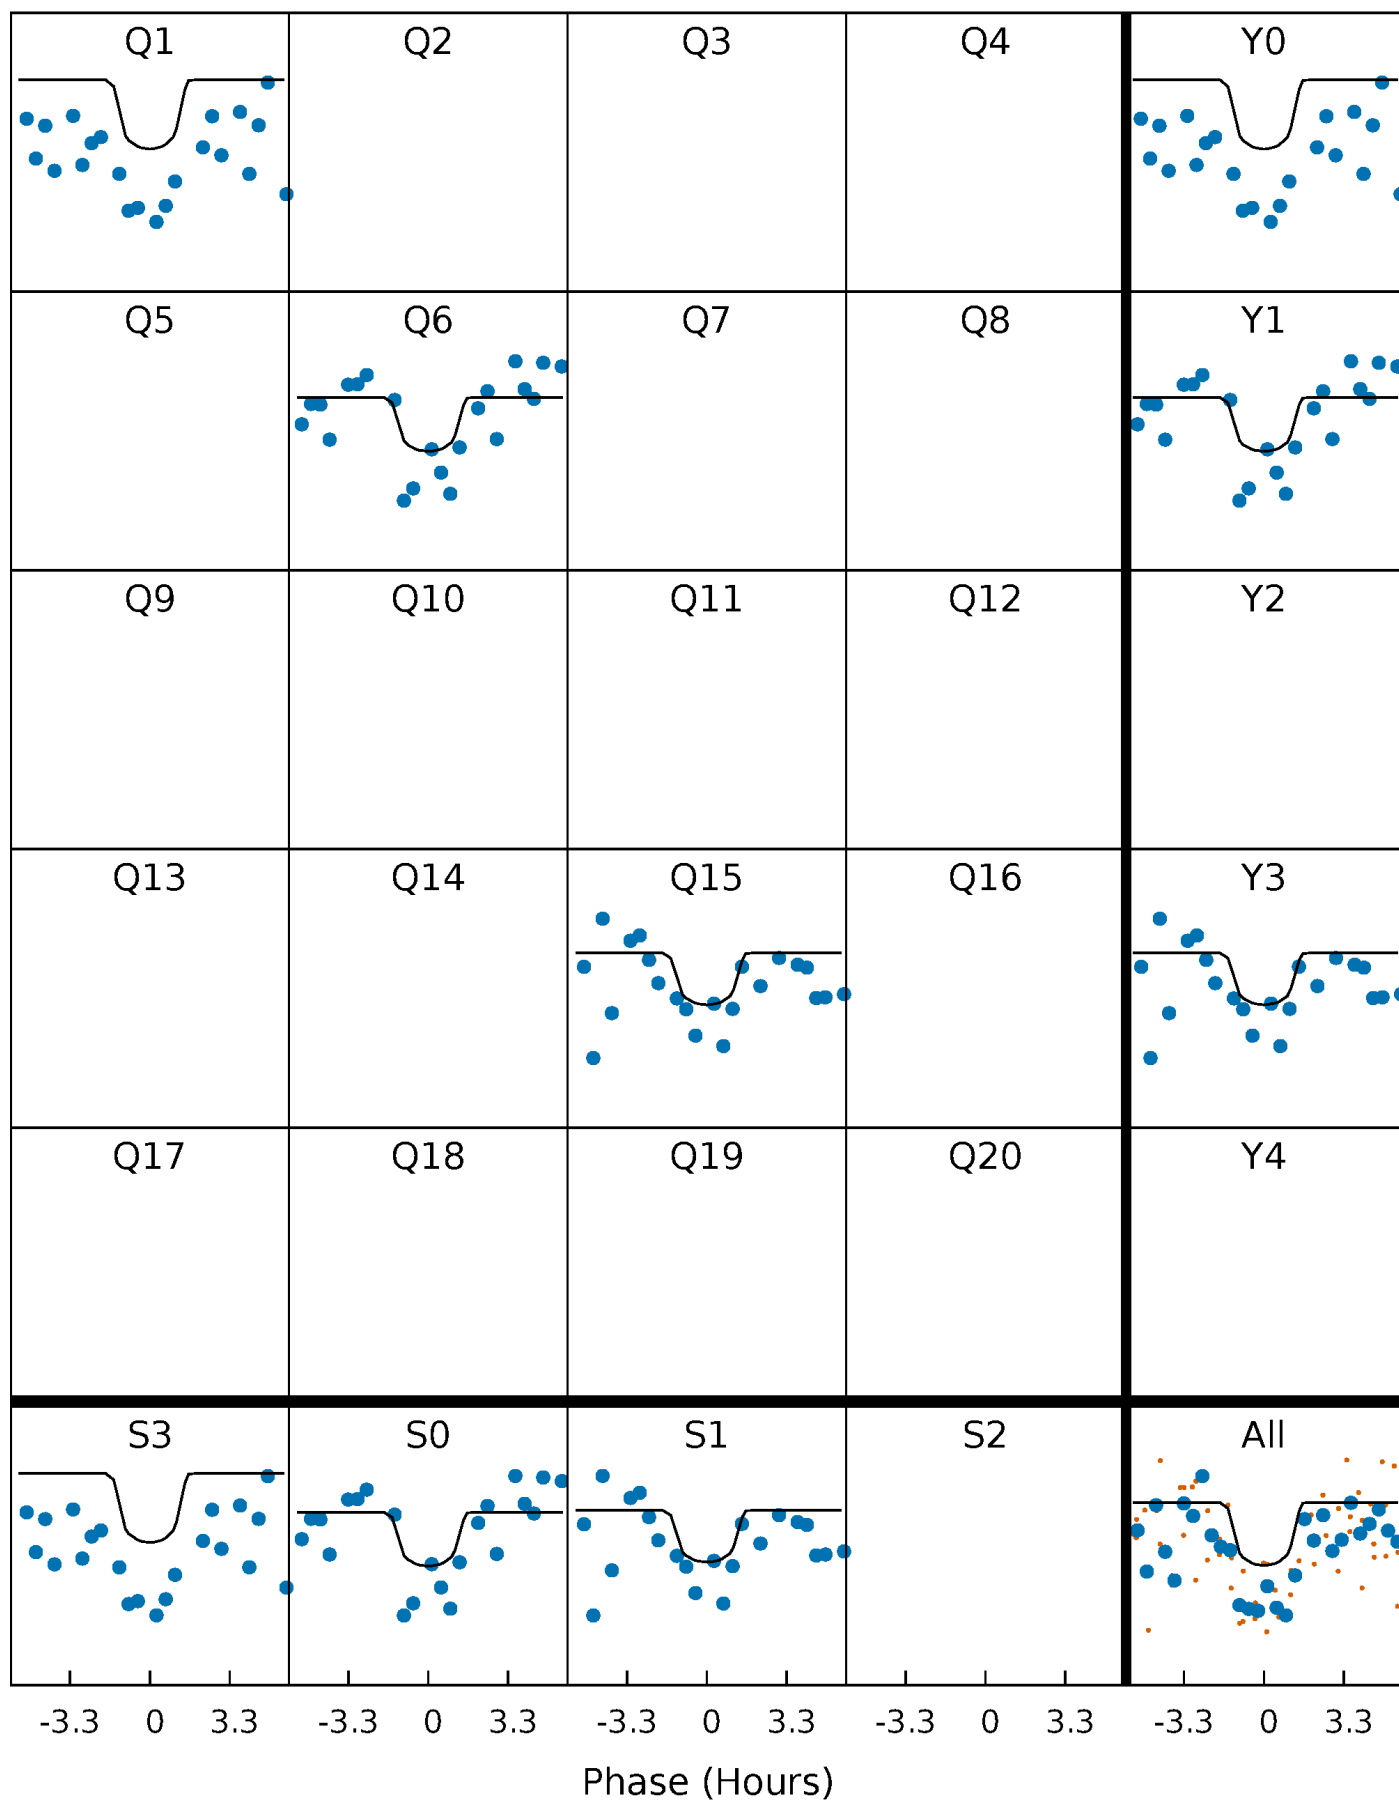 Q1 Q2 Q3 Q4 Y0
Q5 Q6 Q7 Q8 Y1
Q9 Q10 Q11 Q12 Y2
Q13 Q14 Q15 Q16 Y3
Q17 Q18 Q19 Q20 Y4
S3 S0 S1 S2 All
-3.3 0 3.3 -3.3 0 3.3 -3.3 0 3.3 -3.3 0 3.3 -3.3 0 3.3
Phase (Hours)